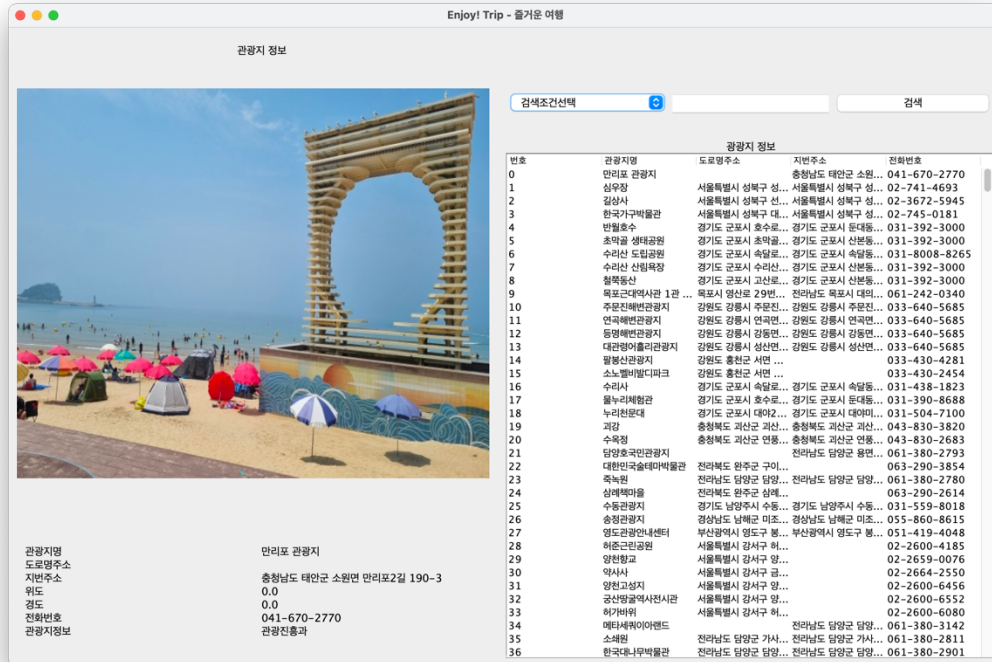 Enjoy! Trip - 즐거운 여행
관광지 정보
검색조건선택 검색
광광지 정보
번호 관광지명 도로명주소 지번주소 전화번호
0 만리포 관광지 충청남도 태안군 소원... 041-670-2770
1 심우장 서울특별시 성북구 성... 서울특별시 성북구 성... 02-741-4693
2 길상사 서울특별시 성북구 선... 서울특별시 성북구 성... 02-3672-5945
3 한국가구박물관 서울특별시 성북구 대... 서울특별시 성북구 성... 02-745-0181
4 반월호수 경기도 군포시 호수로... 경기도 군포시 둔대동... 031-392-3000
5 초막골 생태공원 경기도 군포시 초막골... 경기도 군포시 산본동... 031-392-3000
6 수리산 도립공원 경기도 군포시 속달로... 경기도 군포시 속달동... 031-8008-8265
7 수리산 산림욕장 경기도 군포시 수리산... 경기도 군포시 산본동... 031-392-3000
8 철쭉동산 경기도 군포시 고산로... 경기도 군포시 산본동... 031-392-3000
9 목포근대역사관 1관 ... 목포시 영산로 29번... 전라남도 목포시 대의... 061-242-0340
10 주문진해변관광지 강원도 강릉시 주문진... 강원도 강릉시 주문진... 033-640-5685
11 연곡해변관광지 강원도 강릉시 연곡면... 강원도 강릉시 연곡면... 033-640-5685
12 등명해변관광지 강원도 강릉시 강동면... 강원도 강릉시 강동면... 033-640-5685
13 대관령어흘리관광지 강원도 강릉시 성산면... 강원도 강릉시 성산면... 033-640-5685
14 팔봉산관광지 강원도 홍천군 서면 ... 033-430-4281
15 소노벨비발디파크 강원도 홍천군 서면 ... 033-430-2454
16 수리사 경기도 군포시 속달로... 경기도 군포시 속달동... 031-438-1823
17 물누리체험관 경기도 군포시 호수로... 경기도 군포시 둔대동... 031-390-8688
18 누리천문대 경기도 군포시 대야2... 경기도 군포시 대야미... 031-504-7100
19 괴강 충청북도 괴산군 괴산... 충청북도 괴산군 괴산... 043-830-3820
20 수옥정 충청북도 괴산군 연풍... 충청북도 괴산군 연풍... 043-830-2683
21 담양호국민관광지 전라남도 담양군 용면... 061-380-2793
22 대한민국술테마박물관 전라북도 완주군 구이... 063-290-3854
23 죽녹원 전라남도 담양군 담양... 전라남도 담양군 담양... 061-380-2780
24 삼례책마을 전라북도 완주군 삼례... 063-290-2614
25 수동관광지 경기도 남양주시 수동... 경기도 남양주시 수동... 031-559-8018
26 송정관광지 경상남도 남해군 미조... 경상남도 남해군 미조... 055-860-8615
27 영도관광안내센터 부산광역시 영도구 봉... 부산광역시 영도구 봉... 051-419-4048
28 허준근린공원 서울특별시 강서구 허... 02-2600-4185
29 양천향교 서울특별시 강서구 양... 02-2659-0076
30 약사사 서울특별시 강서구 금... 02-2664-2550
31 양천고성지 서울특별시 강서구 양... 02-2600-6456
32 궁산땅굴역사전시관 서울특별시 강서구 양... 02-2600-6552
33 허가바위 서울특별시 강서구 허... 02-2600-6080
34 메타세쿼이아랜드 전라남도 담양군 담양... 061-380-3142
35 소쇄원 전라남도 담양군 가사... 전라남도 담양군 가사... 061-380-2811
36 한국대나무박물관 전라남도 담양군 담양... 전라남도 담양군 담양... 061-380-2901
관광지명 만리포 관광지
도로명주소
지번주소 충청남도 태안군 소원면 만리포2길 190-3
위도 0.0
경도 0.0
전화번호 041-670-2770
관광지정보 관광진흥과